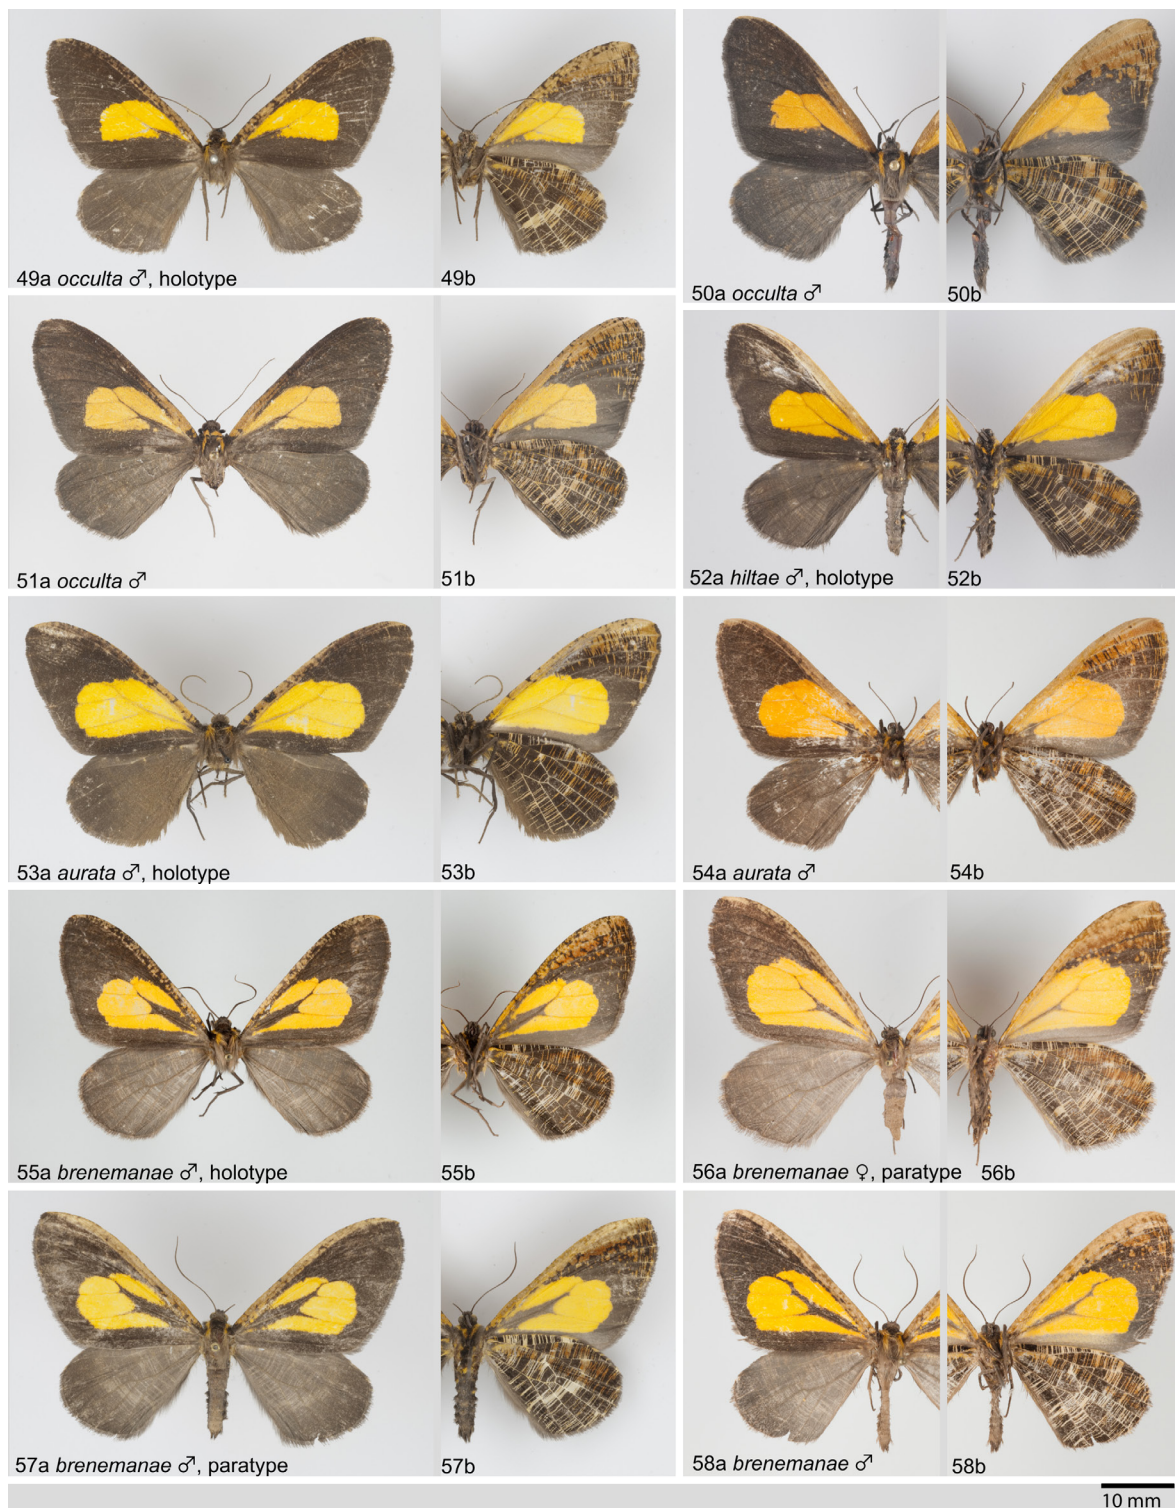 49a occulta ♂, holotype
49b
50a occulta ♂
50b
51a occulta ♂
51b
52a hiltae ♂, holotype
52b
53a aurata ♂, holotype
53b
54a aurata ♂
54b
55a brenemanae ♂, holotype
55b
56a brenemanae ♀, paratype
56b
57a brenemanae ♂, paratype
57b
58a brenemanae ♂
58b
10 mm